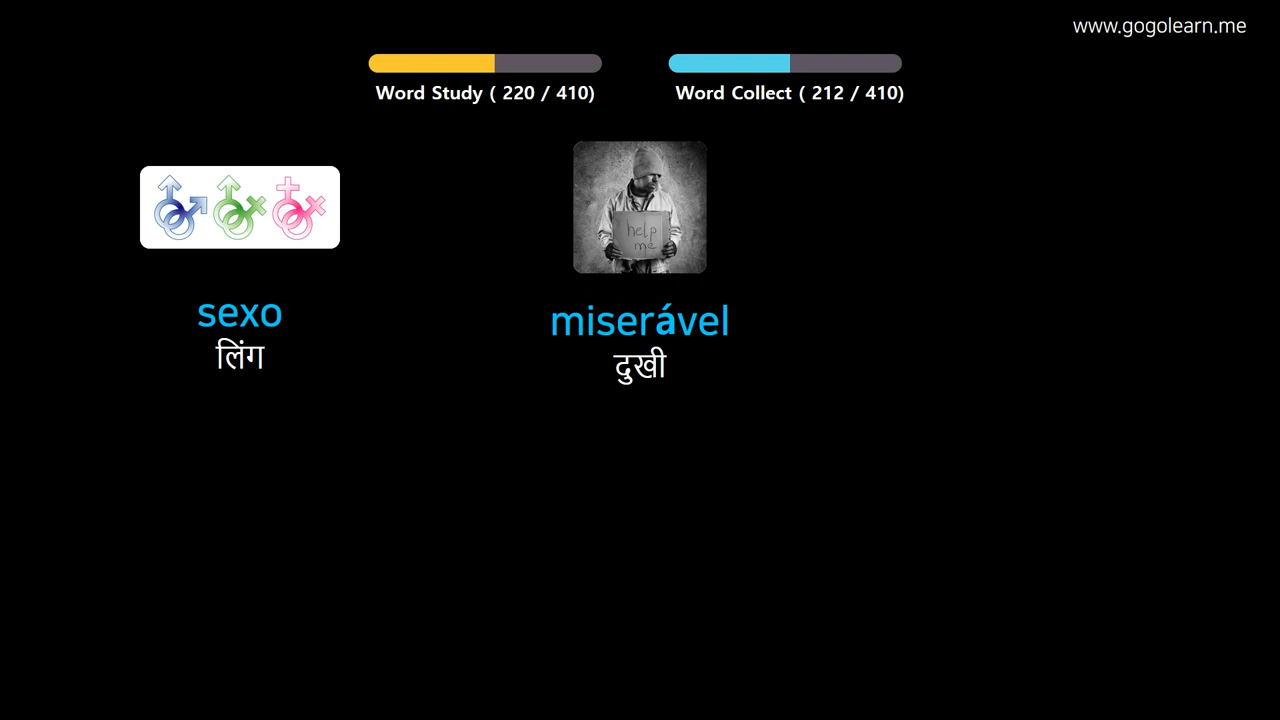 www.gogolearn.me
Word Study ( 220 / 410)
Word Collect ( 212 / 410)
help
me
sexo
लिंग
miserável
दुखी